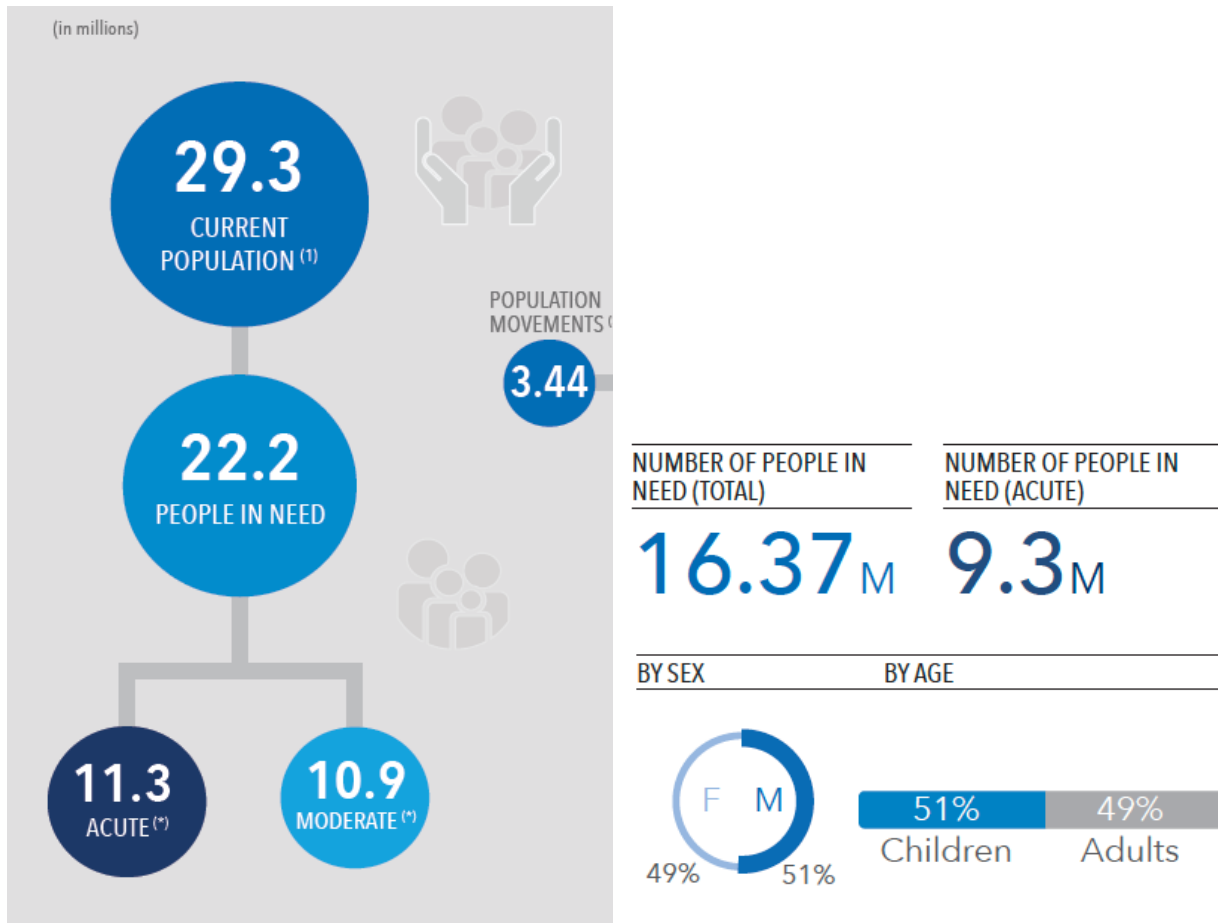 (in millions)
29.3
CURRENT
POPULATION (1)
POPULATION
MOVEMENTS (
3.44
22.2
PEOPLE IN NEED
11.3
ACUTE (*)
10.9
MODERATE (*)
NUMBER OF PEOPLE IN
NEED (TOTAL)
16.37 M
NUMBER OF PEOPLE IN
NEED (ACUTE)
9.3 M
BY SEX
F M
49% 51%
BY AGE
51% 49%
Children Adults